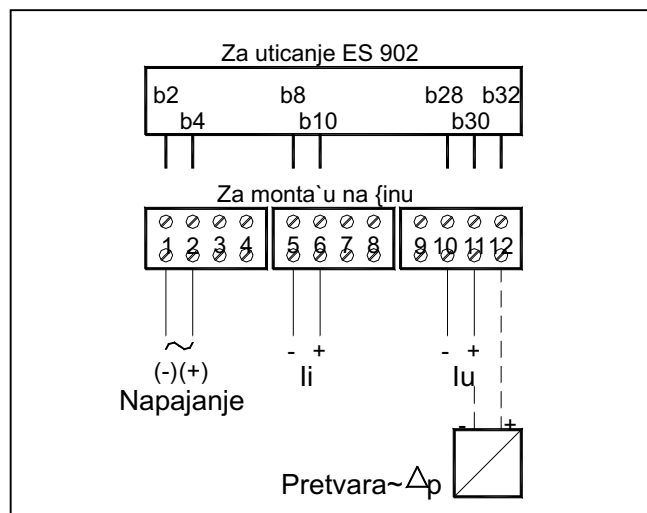 Za uticanje ES 902
b2 b8 b28 b32
b4 b10 b30
Za monta`u na {inu
1 2 3 4 5 6 7 8 9 10 11 12
- + - +
(-)(+) Ii Iu
Napajanje
- +
Pretvara~ Δp